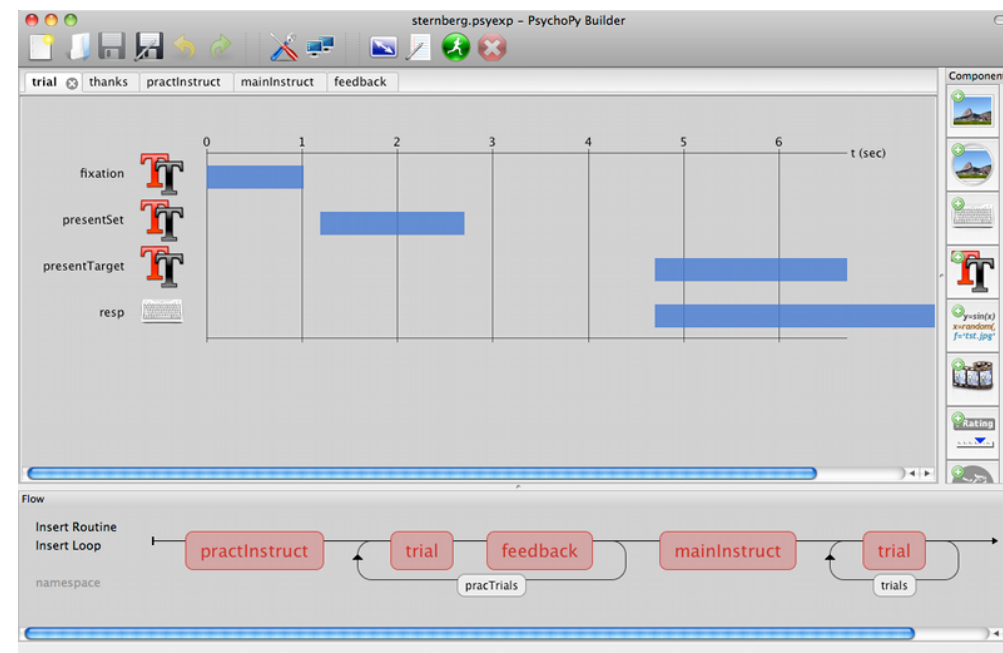 sternberg.psyexp – PsychoPy Builder
trial thanks practInstruct mainInstruct feedback
Componen
0 1 2 3 4 5 6
t (sec)
fixation
presentSet
presentTarget
resp
y=sin(x)
x=random(
f='tst.jpg'
Rating
Flow
Insert Routine
Insert Loop
namespace
practInstruct trial feedback mainInstruct trial
pracTrials trials